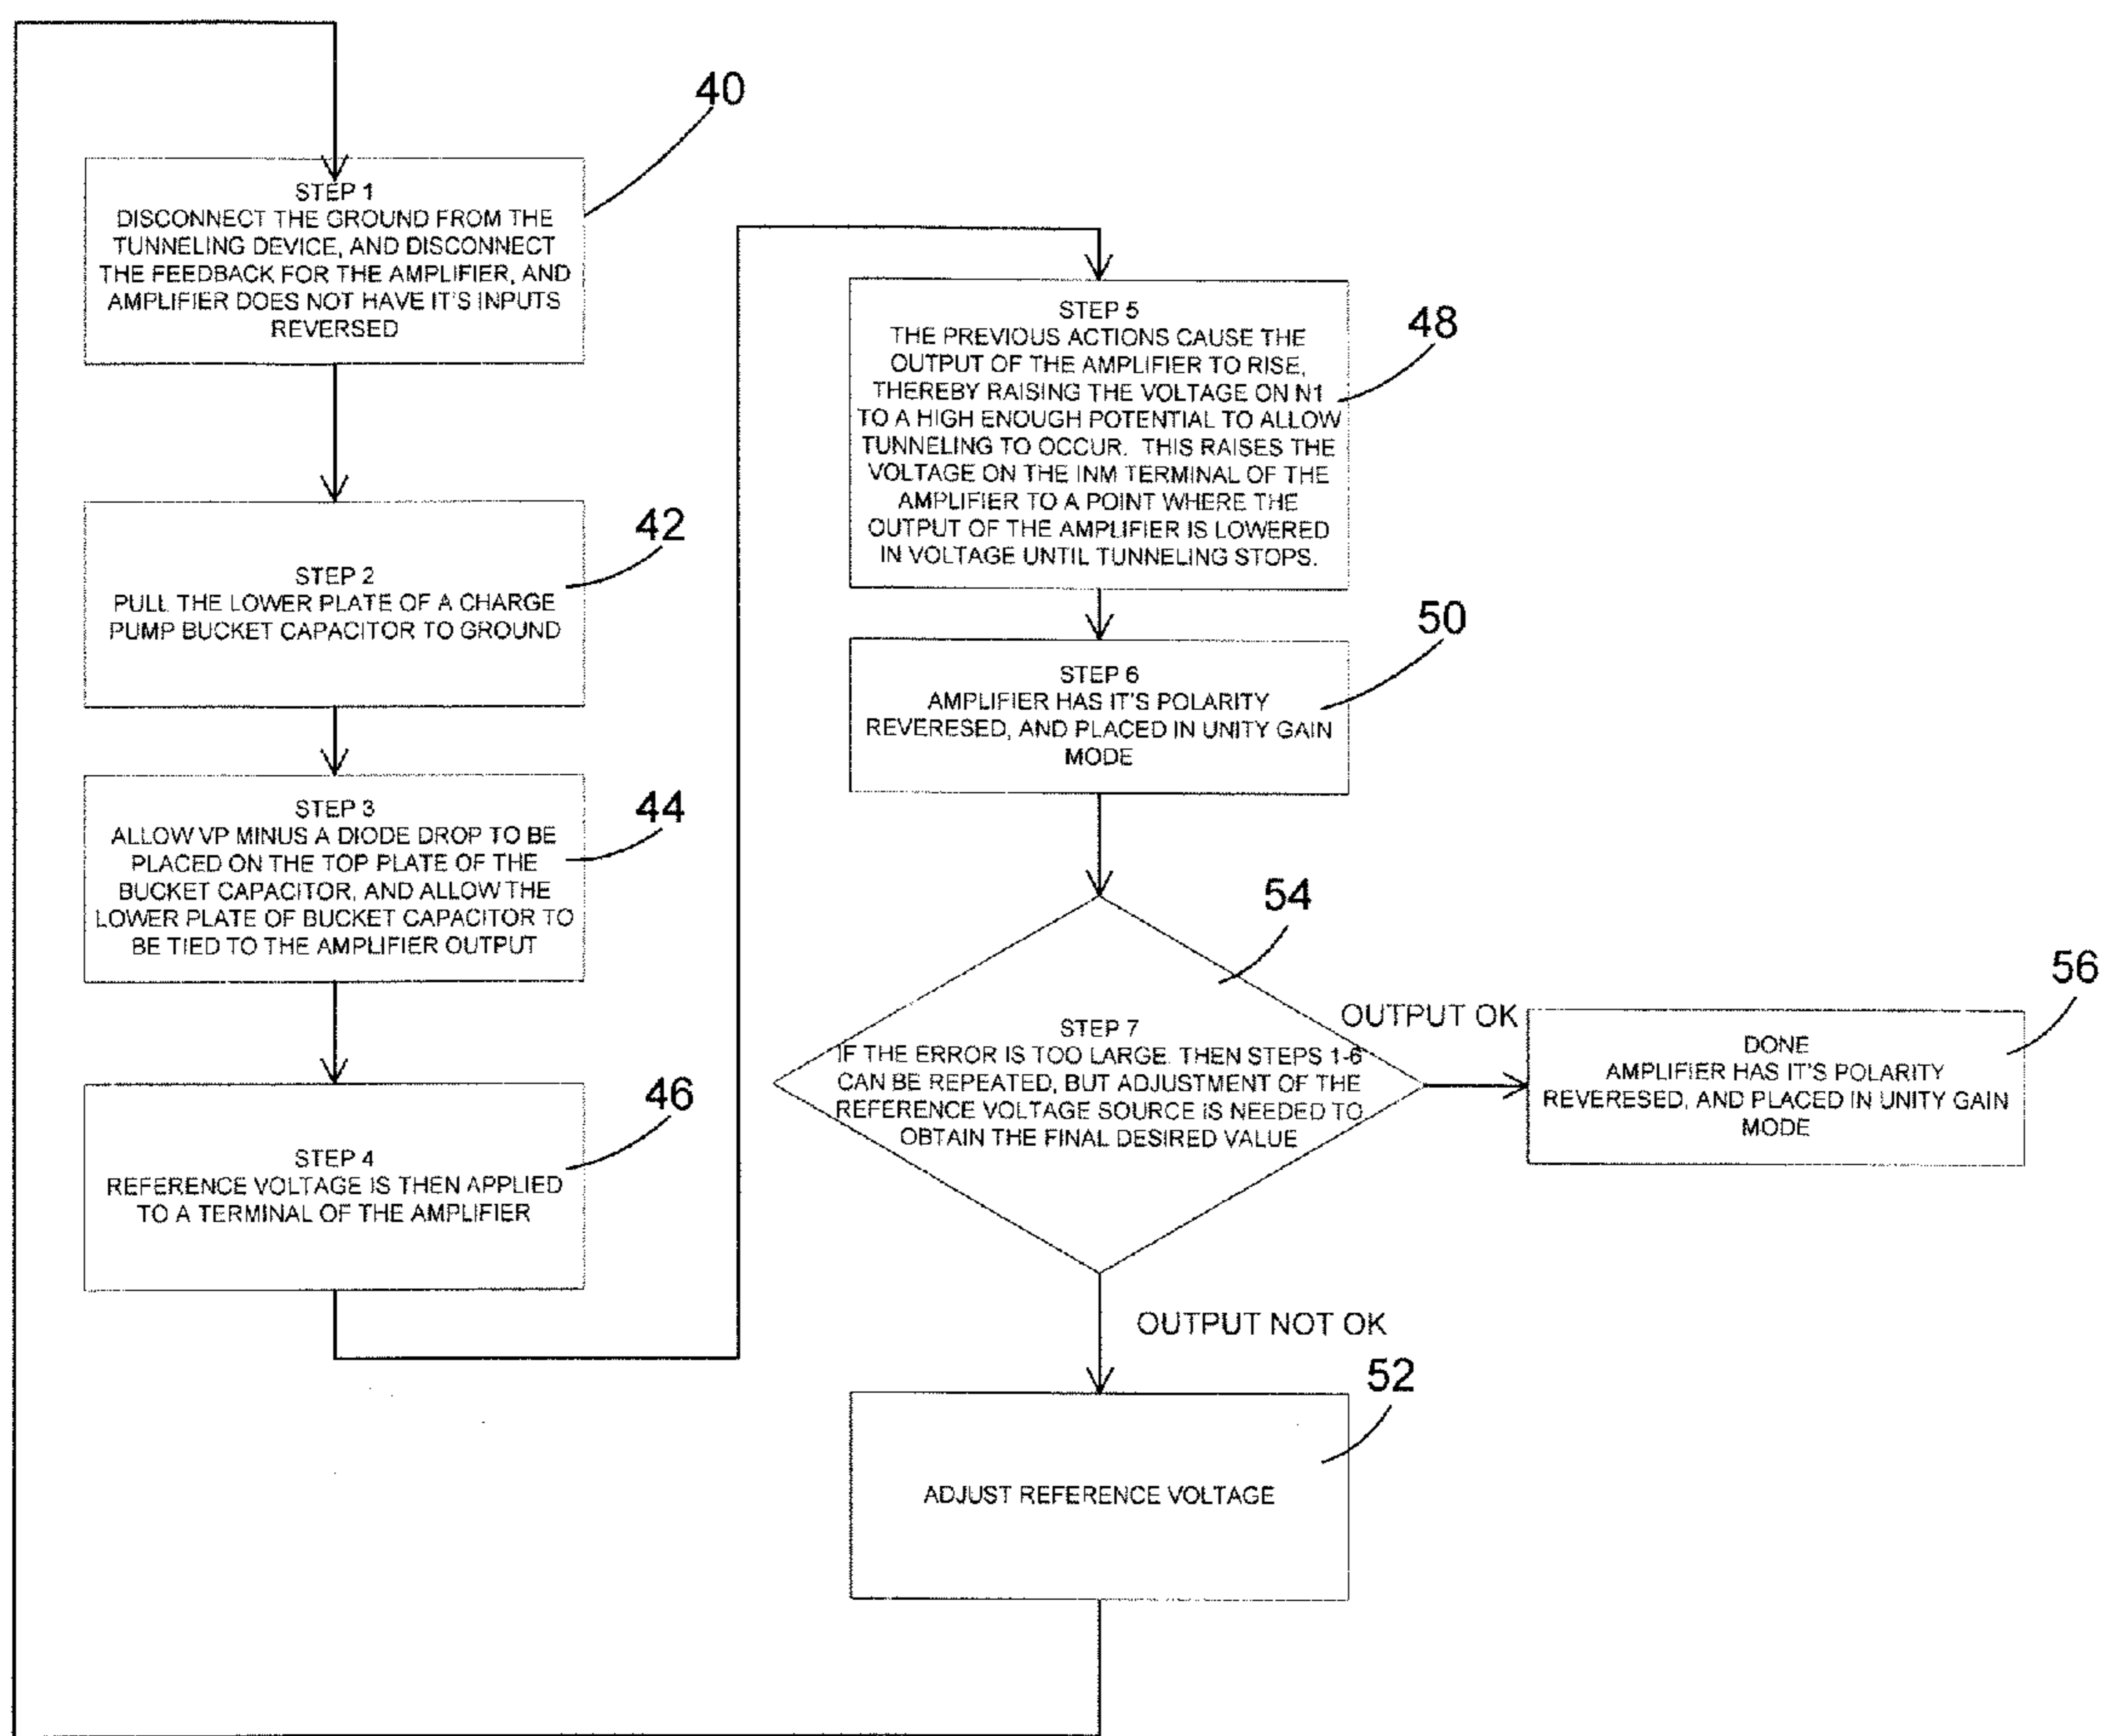 40
STEP 1
DISCONNECT THE GROUND FROM THE
TUNNELING DEVICE, AND DISCONNECT
THE FEEDBACK FOR THE AMPLIFIER, AND
AMPLIFIER DOES NOT HAVE IT'S INPUTS
REVERSED
42
STEP 2
PULL THE LOWER PLATE OF A CHARGE
PUMP BUCKET CAPACITOR TO GROUND
44
STEP 3
ALLOW VP MINUS A DIODE DROP TO BE
PLACED ON THE TOP PLATE OF THE
BUCKET CAPACITOR, AND ALLOW THE
LOWER PLATE OF BUCKET CAPACITOR TO
BE TIED TO THE AMPLIFIER OUTPUT
46
STEP 4
REFERENCE VOLTAGE IS THEN APPLIED
TO A TERMINAL OF THE AMPLIFIER
48
STEP 5
THE PREVIOUS ACTIONS CAUSE THE
OUTPUT OF THE AMPLIFIER TO RISE,
THEREBY RAISING THE VOLTAGE ON N1
TO A HIGH ENOUGH POTENTIAL TO ALLOW
TUNNELING TO OCCUR. THIS RAISES THE
VOLTAGE ON THE INM TERMINAL OF THE
AMPLIFIER TO A POINT WHERE THE
OUTPUT OF THE AMPLIFIER IS LOWERED
IN VOLTAGE UNTIL TUNNELING STOPS.
50
STEP 6
AMPLIFIER HAS IT'S POLARITY
REVERESED, AND PLACED IN UNITY GAIN
MODE
54
STEP 7
IF THE ERROR IS TOO LARGE. THEN STEPS 1-6
CAN BE REPEATED, BUT ADJUSTMENT OF THE
REFERENCE VOLTAGE SOURCE IS NEEDED TO
OBTAIN THE FINAL DESIRED VALUE
OUTPUT OK
56
DONE
AMPLIFIER HAS IT'S POLARITY
REVERESED, AND PLACED IN UNITY GAIN
MODE
OUTPUT NOT OK
52
ADJUST REFERENCE VOLTAGE